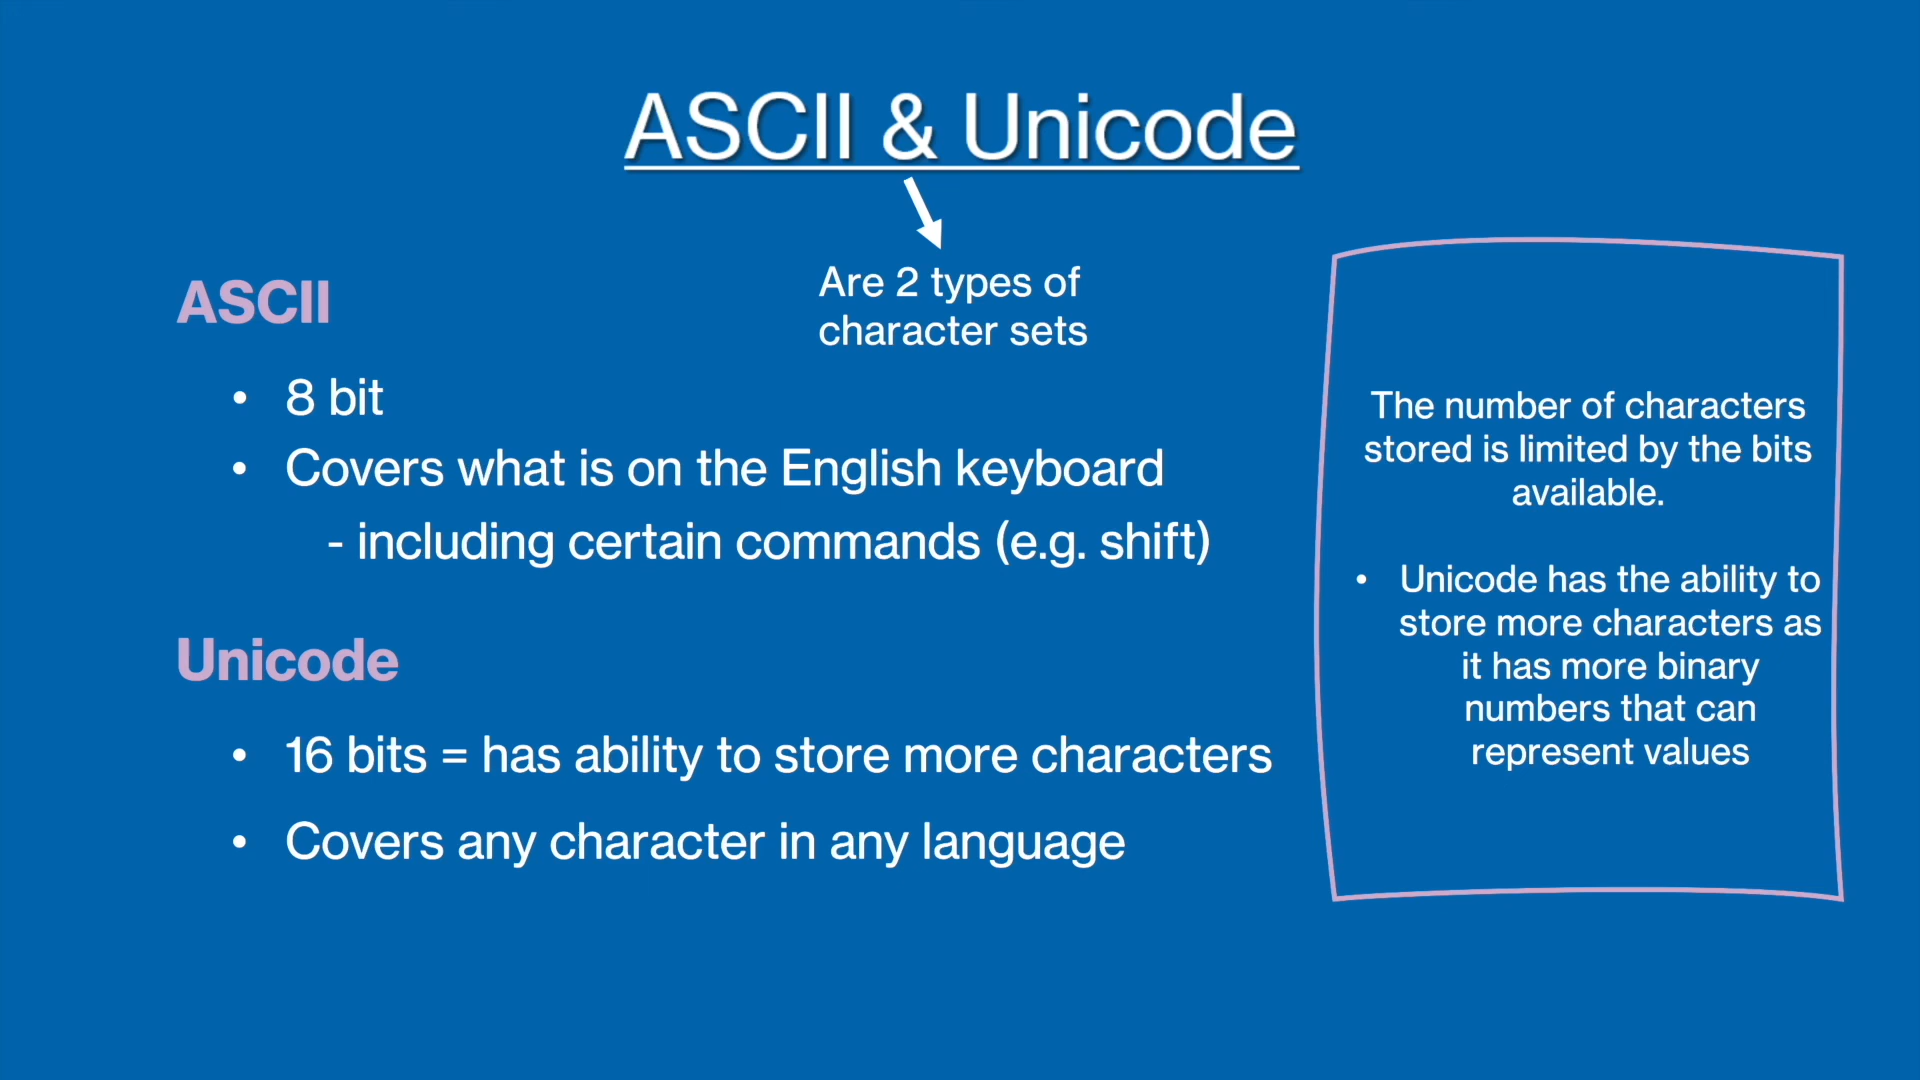 ASCII & Unicode
Are 2 types of
character sets
ASCII
• 8 bit
• Covers what is on the English keyboard
- including certain commands (e.g. shift)
Unicode
• 16 bits = has ability to store more characters
• Covers any character in any language
The number of characters
stored is limited by the bits
available.
• Unicode has the ability to
store more characters as
it has more binary
numbers that can
represent values